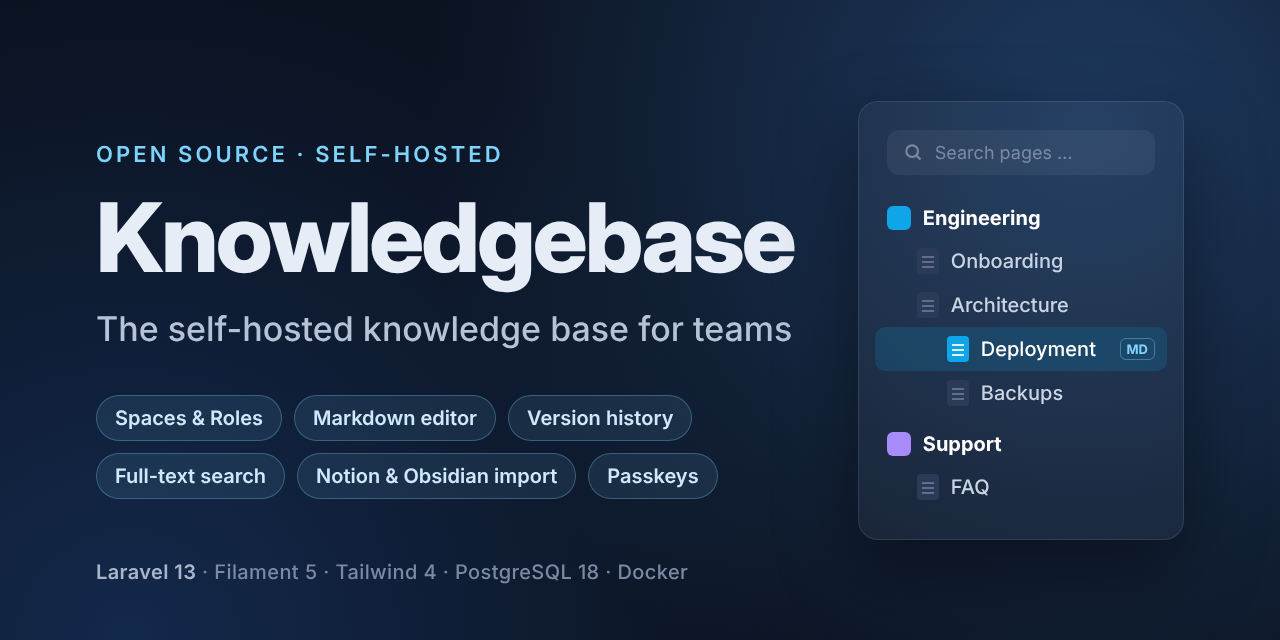 OPEN SOURCE · SELF-HOSTED
Knowledgebase
The self-hosted knowledge base for teams
Spaces & Roles
Markdown editor
Version history
Full-text search
Notion & Obsidian import
Passkeys
Laravel 13 · Filament 5 · Tailwind 4 · PostgreSQL 18 · Docker
Search pages ...
Engineering
Onboarding
Architecture
Deployment MD
Backups
Support
FAQ